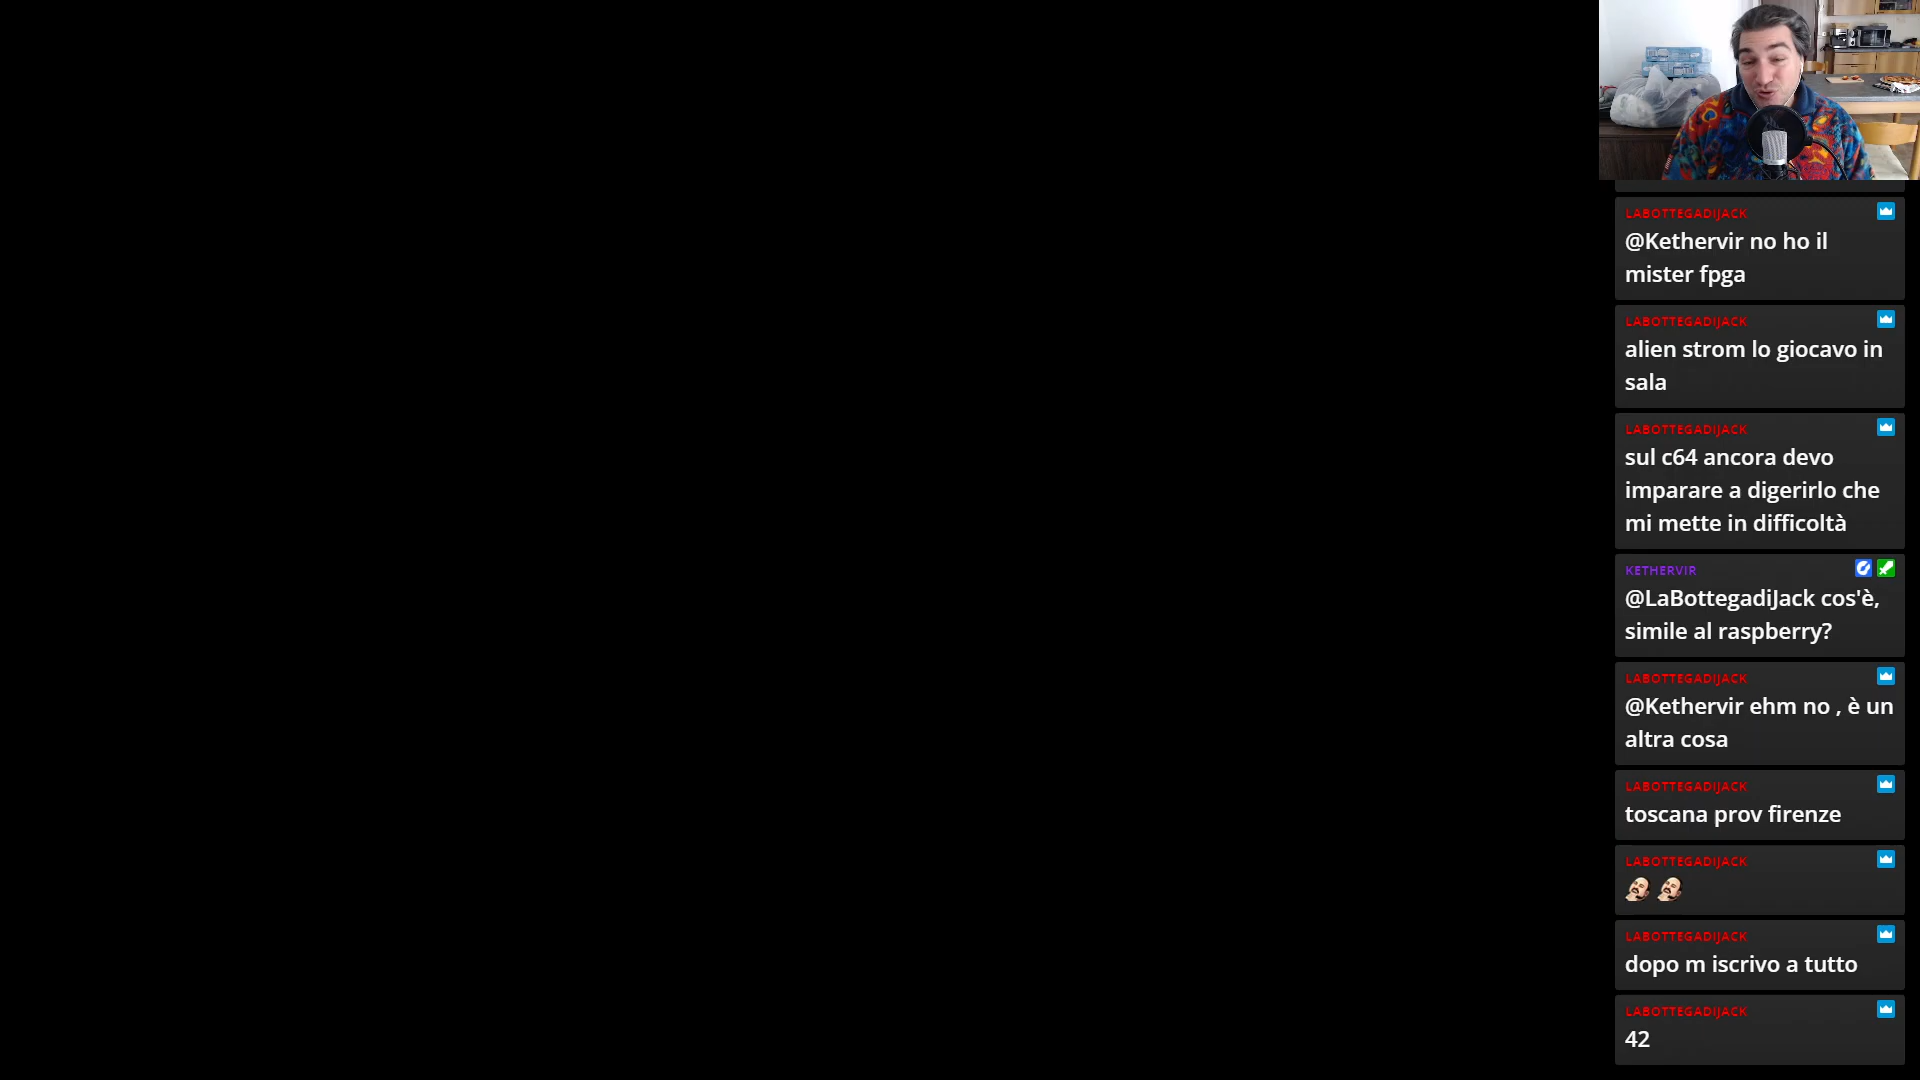 LABOTTEGADIJACK
@Kethervir no ho il
mister fpga
LABOTTEGADIJACK
alien strom lo giocavo in
sala
LABOTTEGADIJACK
sul c64 ancora devo
imparare a digerirlo che
mi mette in difficoltà
KETHERVIR
@LaBottegadiJack cos'è,
simile al raspberry?
LABOTTEGADIJACK
@Kethervir ehm no , è un
altra cosa
LABOTTEGADIJACK
toscana prov firenze
LABOTTEGADIJACK
LABOTTEGADIJACK
dopo m iscrivo a tutto
LABOTTEGADIJACK
42